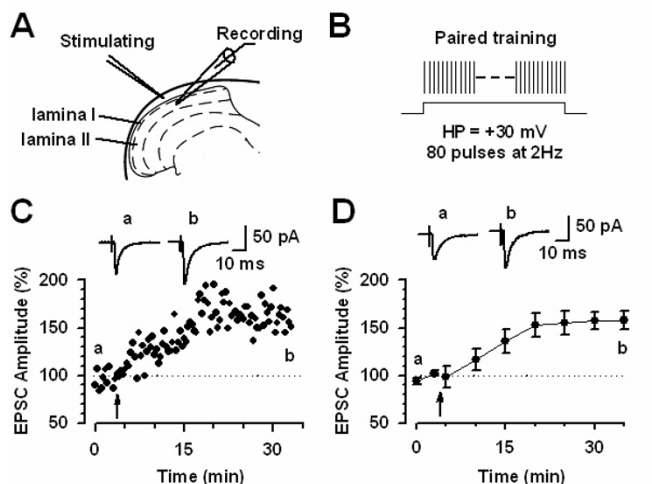 A
Stimulating
Recording
lamina I
lamina II
B
Paired training
HP = +30 mV
80 pulses at 2Hz
C
a
b
50 pA
10 ms
EPSC Amplitude (%)
200
150
100
50
a
b
0
15
30
Time (min)
D
a
b
50 pA
10 ms
EPSC Amplitude (%)
200
150
100
50
a
b
0
15
30
Time (min)